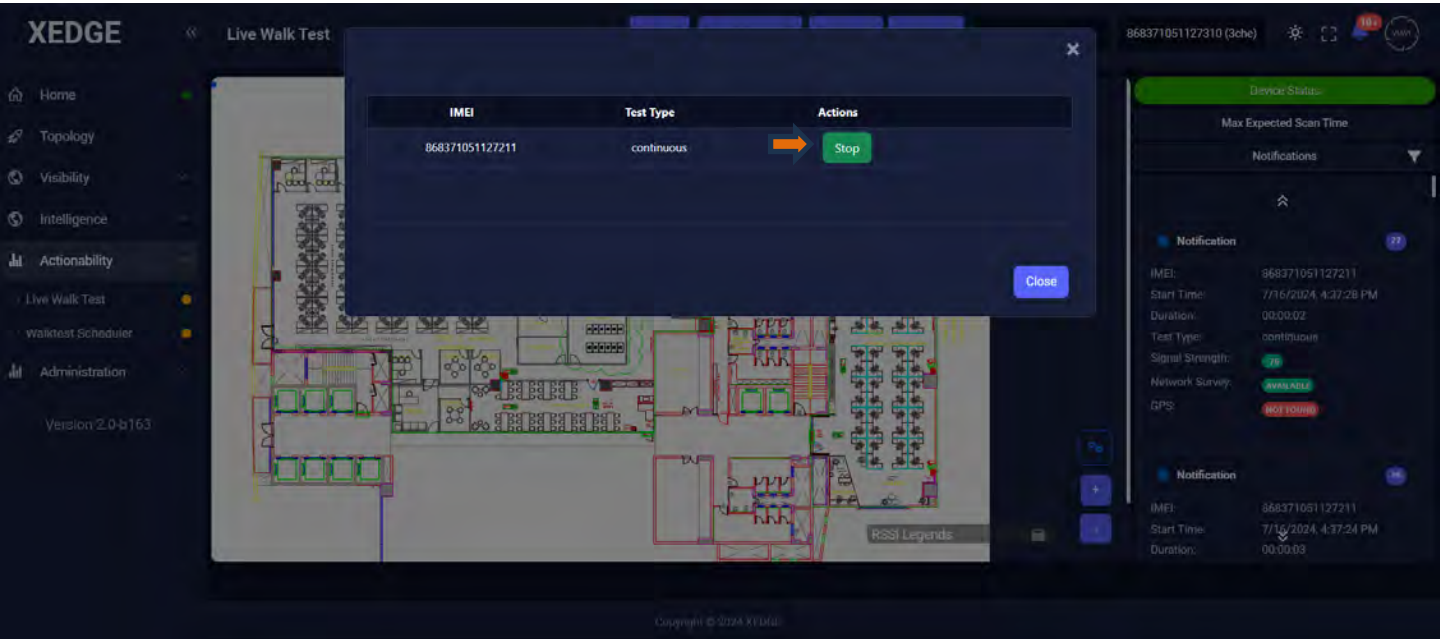 XEDGE
Live Walk Test
868371051127310 (3che)
10+
Home
Topology
Visibility
Intelligence
Actionability
Live Walk Test
Walktest Scheduler
Administration
Version 2.0-b163
IMEI Test Type Actions
868371051127211 continuous Stop
Close
RSSI Legends
Device Status
Max Expected Scan Time
Notifications
Notification 77
IMEI: 868371051127211
Start Time: 7/16/2024, 4:37:28 PM
Duration: 00:00:02
Test Type: continuous
Signal Strength:
Network Survey: AVAILABLE
GPS: NOT FOUND
Notification 76
IMEI: 868371051127211
Start Time: 7/16/2024, 4:37:24 PM
Duration: 00:00:03
Copyright © 2024 XEDGE